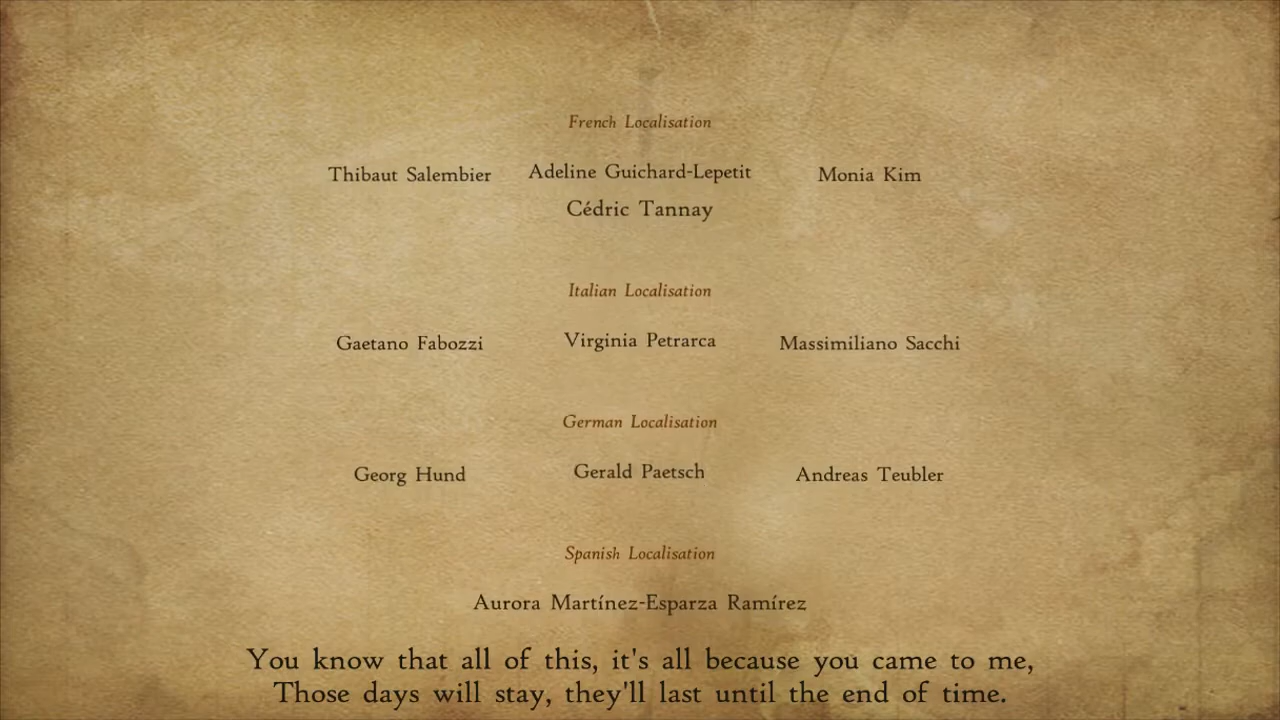 French Localisation
Thibaut Salembier Adeline Guichard-Lepetit Monia Kim
Cédric Tannay
Italian Localisation
Gaetano Fabozzi Virginia Petrarca Massimiliano Sacchi
German Localisation
Georg Hund Gerald Paetsch Andreas Teubler
Spanish Localisation
Aurora Martínez-Esparza Ramírez
You know that all of this, it's all because you came to me,
Those days will stay, they'll last until the end of time.